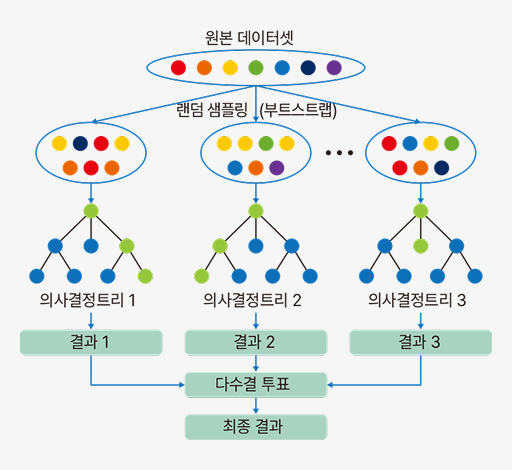 원본 데이터셋
랜덤 샘플링 (부트스트랩)
의사결정트리 1 의사결정트리 2 의사결정트리 3
결과 1 결과 2 결과 3
다수결 투표
최종 결과